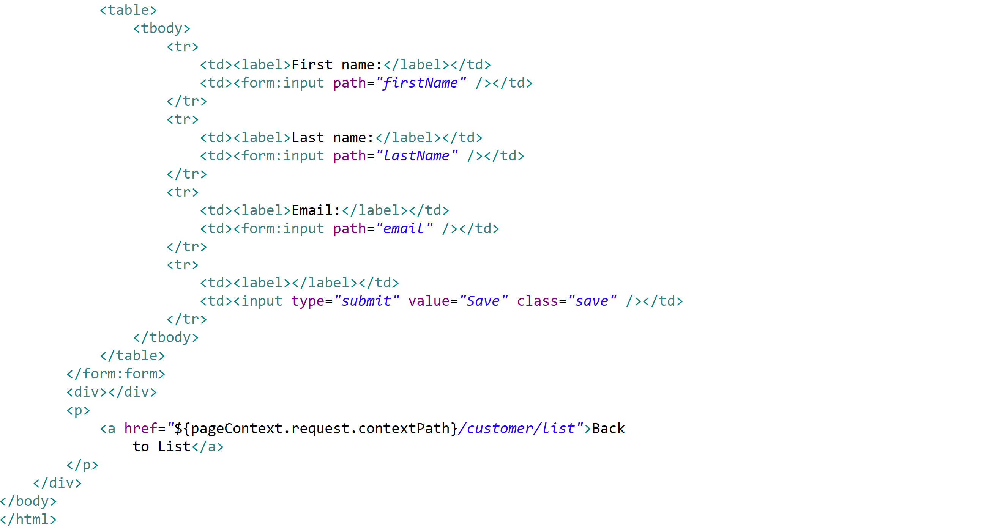 <table>
<tbody>
<tr>
<td><label>First name:</label></td>
<td><form:input path="firstName" /></td>
</tr>
<tr>
<td><label>Last name:</label></td>
<td><form:input path="lastName" /></td>
</tr>
<tr>
<td><label>Email:</label></td>
<td><form:input path="email" /></td>
</tr>
<tr>
<td><label></label></td>
<td><input type="submit" value="Save" class="save" /></td>
</tr>
</tbody>
</table>
</form:form>
<div></div>
<p>
<a href="${pageContext.request.contextPath}/customer/list">Back
to List</a>
</p>
</div>
</body>
</html>